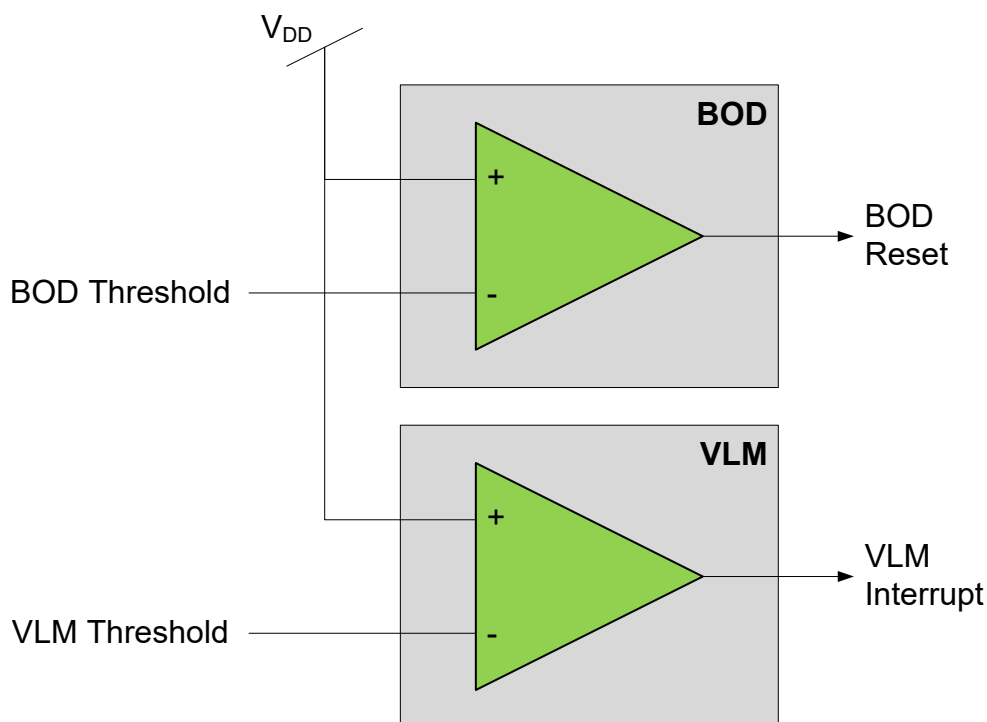 VDD
BOD
+
BOD
Reset
BOD Threshold
-
VLM
+
VLM
Interrupt
VLM Threshold
-